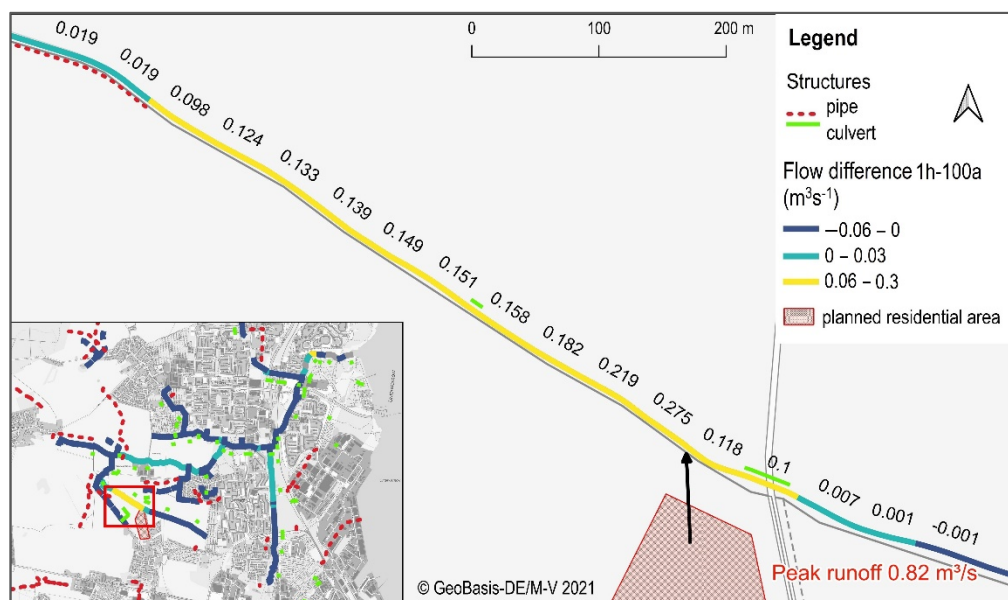 0.019
0.019
0.098
0.124
0.133
0.139
0.149
0.151
0.158
0.182
0.219
0.275
0.118
0.1
0.007
0.001
-0.001
0 100 200 m
Legend
Structures
pipe
culvert
Flow difference 1h-100a
(m³s⁻¹)
—0.06 – 0
0 – 0.03
0.06 – 0.3
planned residential area
Peak runoff 0.82 m³/s
© GeoBasis-DE/M-V 2021